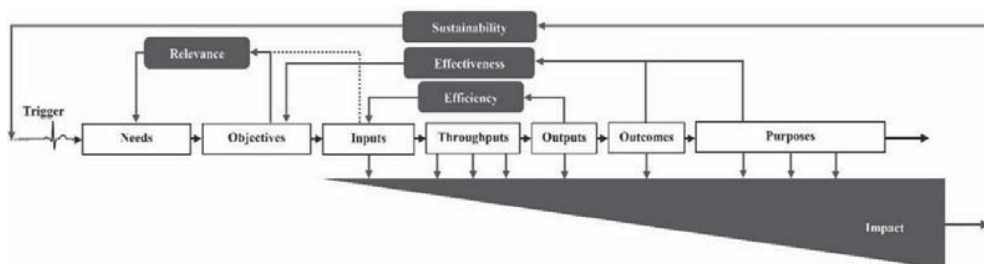 Sustainability
Relevance
Effectiveness
Efficiency
Trigger
Needs
Objectives
Inputs
Throughputs
Outputs
Outcomes
Purposes
Impact